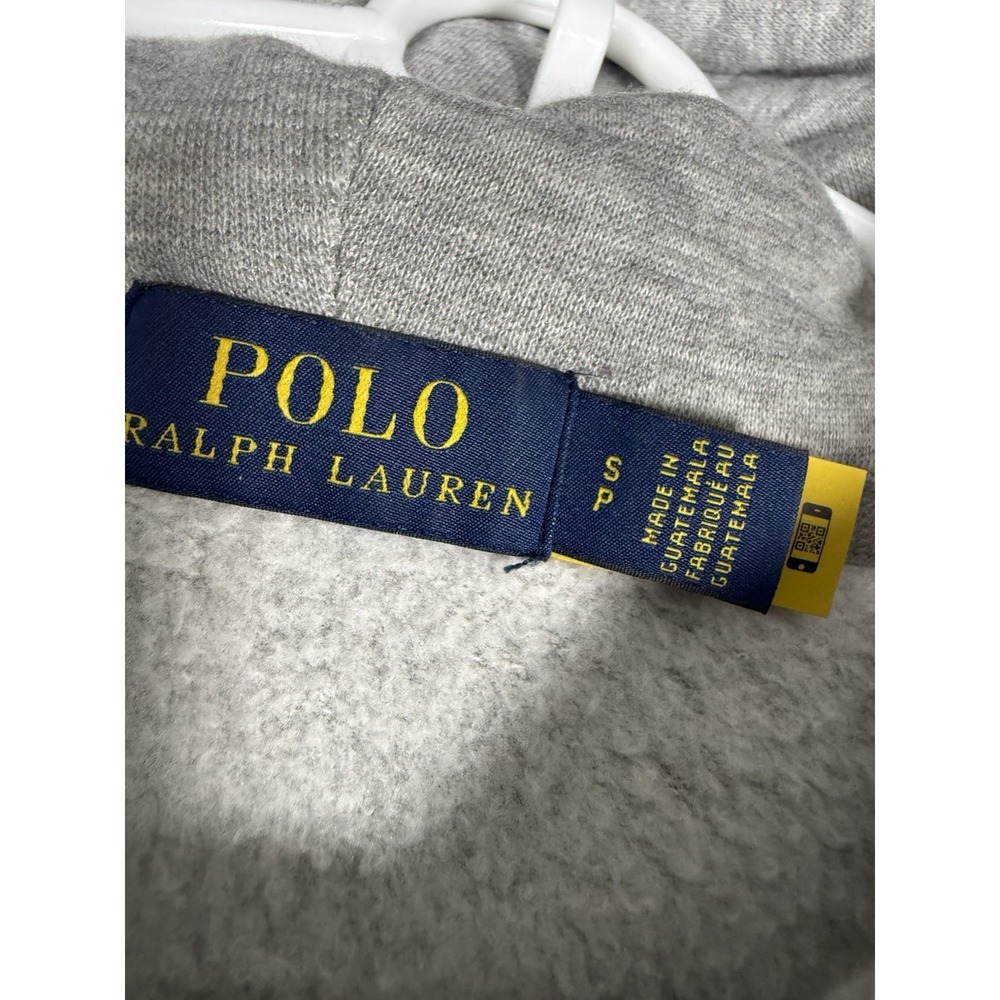 POLO
RALPH LAUREN
S
P
MADE IN
GUATEMALA
FABRIQUÉ AU
GUATEMALA